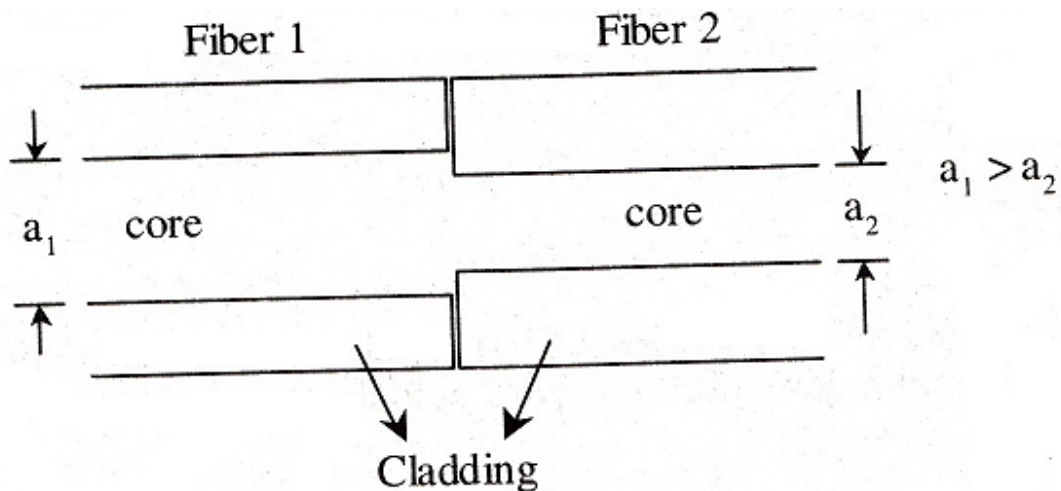 Fiber 1
Fiber 2
a₁
core
core
a₂
a₁ > a₂
Cladding